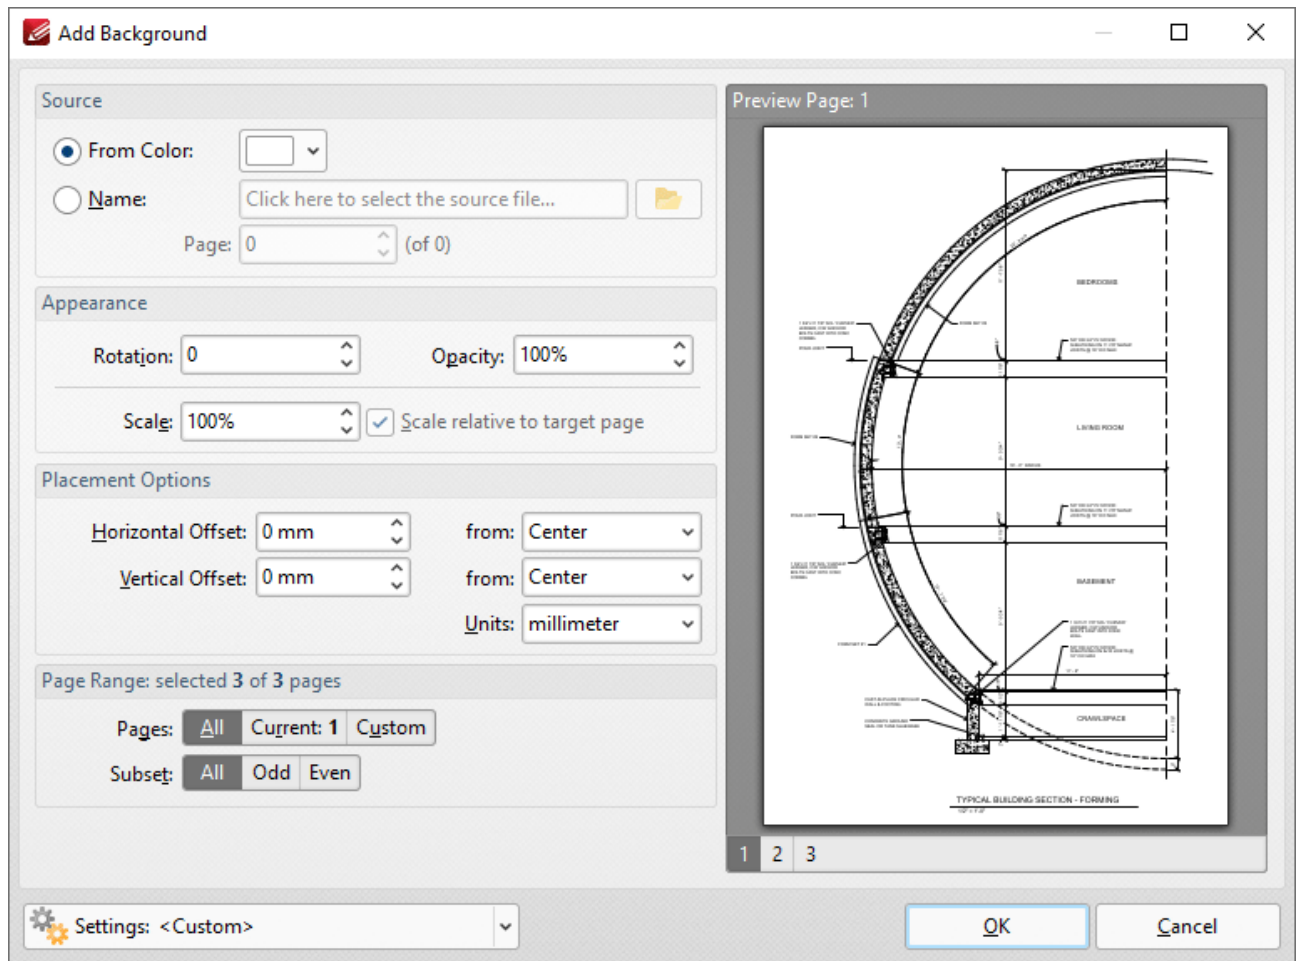 Add Background
Source
From Color:
Name: Click here to select the source file...
Page: 0 (of 0)
Appearance
Rotation: 0 Opacity: 100%
Scale: 100% Scale relative to target page
Placement Options
Horizontal Offset: 0 mm from: Center
Vertical Offset: 0 mm from: Center
Units: millimeter
Page Range: selected 3 of 3 pages
Pages: All Current: 1 Custom
Subset: All Odd Even
Preview Page: 1
BEDROOMS
LIVING ROOM
BASEMENT
CRAWLSPACE
TYPICAL BUILDING SECTION - FORMING
1 2 3
Settings: <Custom>
OK Cancel